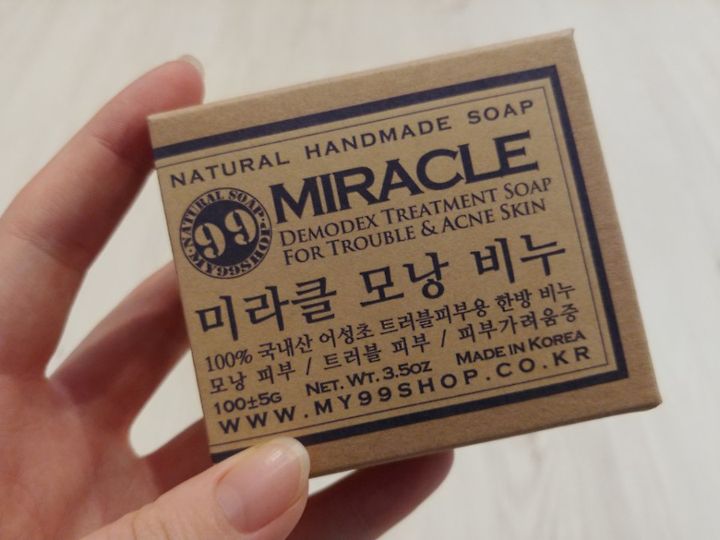 NATURAL HANDMADE SOAP
NATURAL SOAP
99
MY99SHOP
MIRACLE
DEMODEX TREATMENT SOAP
FOR TROUBLE & ACNE SKIN
미라클 모낭 비누
100% 국내산 어성초 트러블피부용 한방 비누
모낭 피부 / 트러블 피부 / 피부가려움증
100±5G NET. WT. 3.5OZ MADE IN KOREA
WWW.MY99SHOP.CO.KR